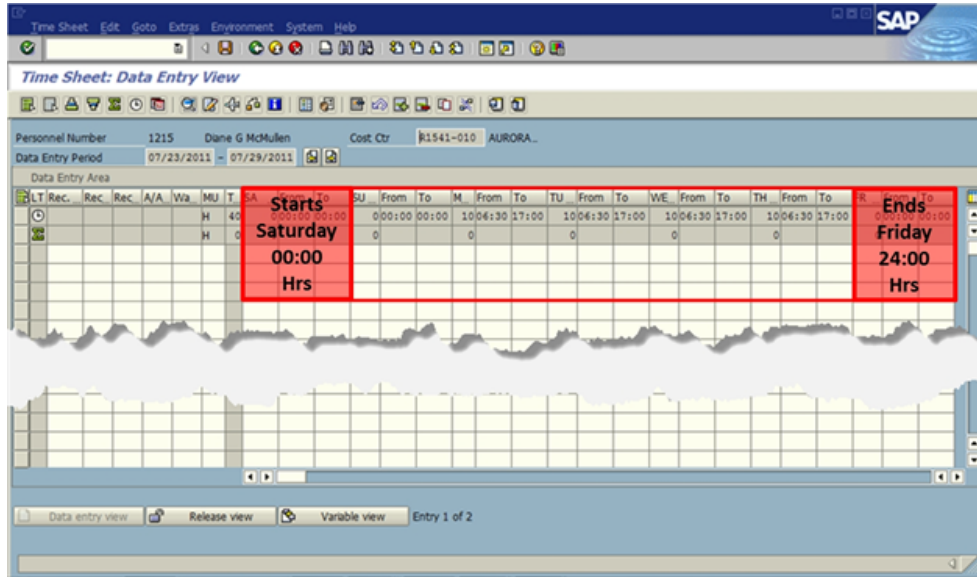 Time Sheet Edit Goto Extras Environment System Help
SAP
Time Sheet: Data Entry View
Personnel Number 1215 Diane G McMullen Cost Ctr R1541-010 AURORA...
Data Entry Period 07/23/2011 - 07/29/2011
Data Entry Area
LT Rec. Rec Rec A/A Wa MU T SA From To SU From To M From To TU From To WE From To TH From To FR From To
H 40 0 00:00 00:00 0 00:00 00:00 10 06:30 17:00 10 06:30 17:00 10 06:30 17:00 10 06:30 17:00 0 00:00 00:00
H 0 0 0 0 0 0
Starts
Saturday
00:00
Hrs
Ends
Friday
24:00
Hrs
Data entry view Release view Variable view Entry 1 of 2